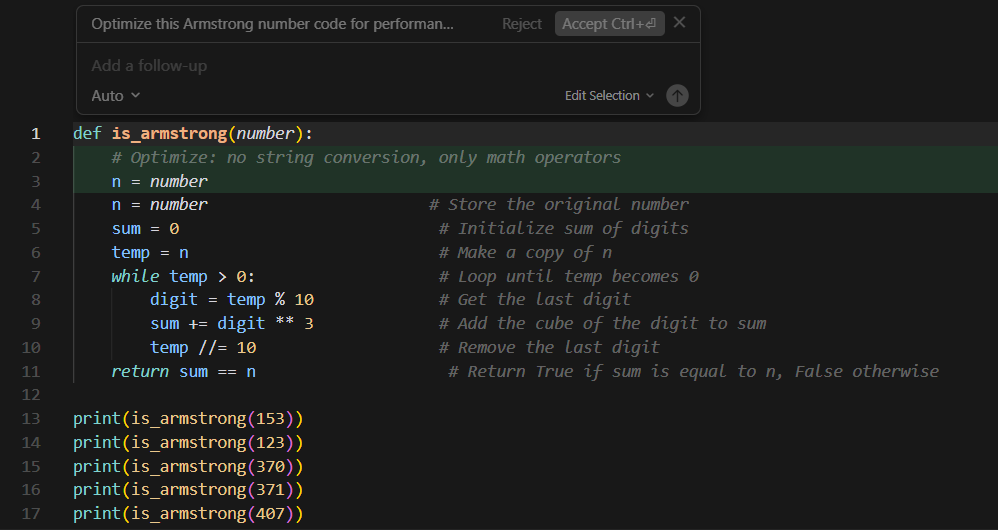 Optimize this Armstrong number code for performan... Reject Accept Ctrl+⏎ ✕
Add a follow-up
Auto Edit Selection
1 def is_armstrong(number):
2     # Optimize: no string conversion, only math operators
3     n = number
4     n = number                       # Store the original number
5     sum = 0                           # Initialize sum of digits
6     temp = n                          # Make a copy of n
7     while temp > 0:                   # Loop until temp becomes 0
8         digit = temp % 10             # Get the last digit
9         sum += digit ** 3             # Add the cube of the digit to sum
10         temp //= 10                   # Remove the last digit
11     return sum == n                    # Return True if sum is equal to n, False otherwise
12
13 print(is_armstrong(153))
14 print(is_armstrong(123))
15 print(is_armstrong(370))
16 print(is_armstrong(371))
17 print(is_armstrong(407))